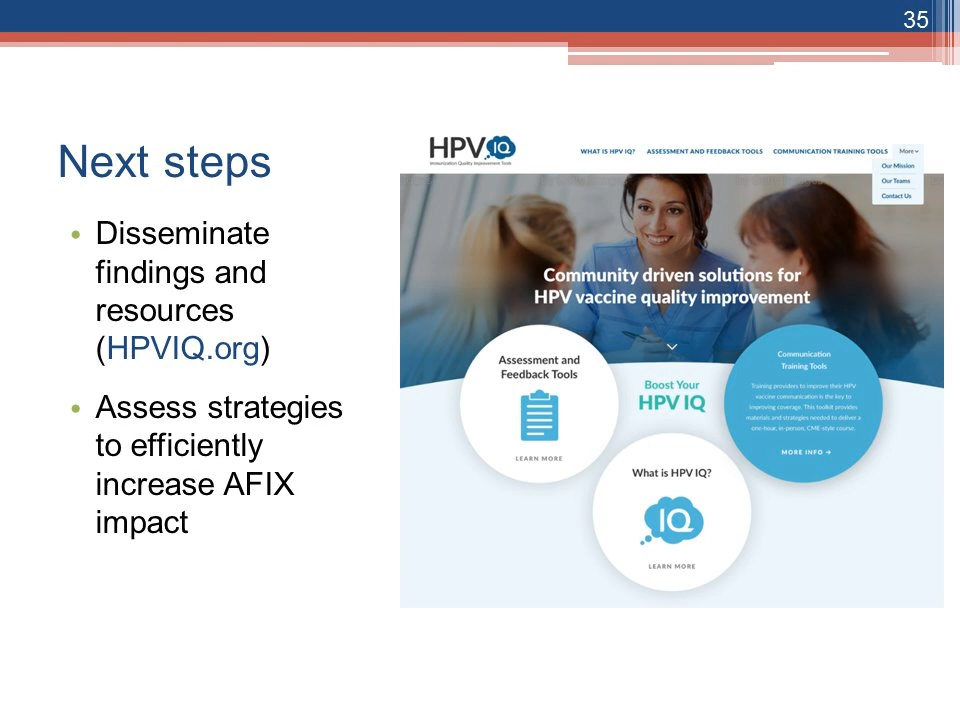 35
Next steps
• Disseminate
findings and
resources
(HPVIQ.org)
• Assess strategies
to efficiently
increase AFIX
impact
HPV IQ
Immunization Quality Improvement Tools
WHAT IS HPV IQ? ASSESSMENT AND FEEDBACK TOOLS COMMUNICATION TRAINING TOOLS More
Our Mission
Our Teams
Contact Us
Community driven solutions for
HPV vaccine quality improvement
Assessment and
Feedback Tools
LEARN MORE
Boost Your
HPV IQ
What is HPV IQ?
IQ
LEARN MORE
Communication
Training Tools
Training providers to improve their HPV
vaccine communication is the key to
improving coverage. This toolkit provides
materials and strategies needed to deliver a
one-hour, in-person, CME-style course.
MORE INFO →